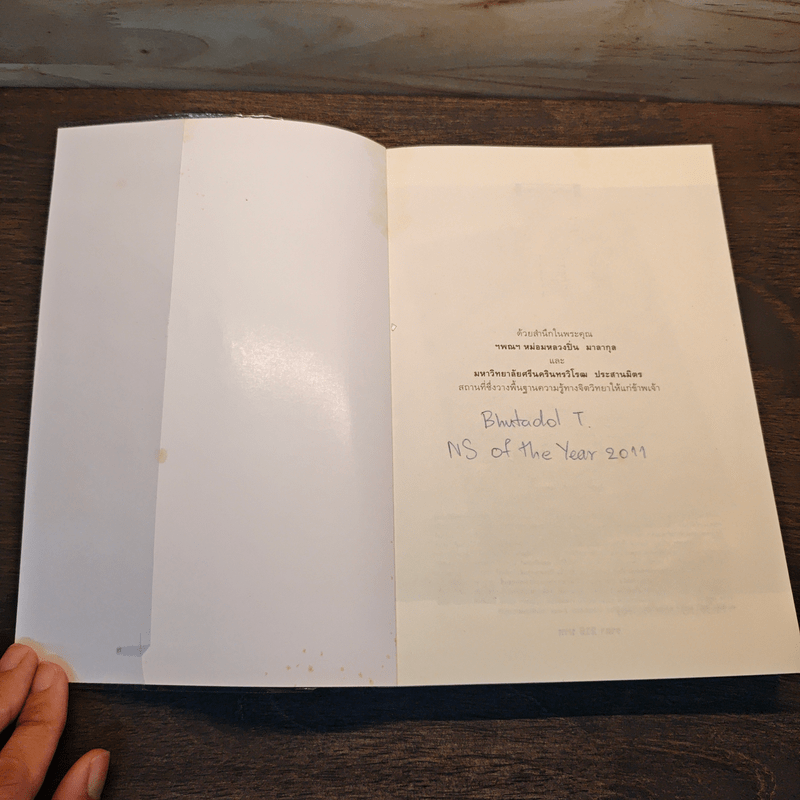 ด้วยสำนึกในพระคุณ
ฯพณฯ หม่อมหลวงปิ่น มาลากุล
และ
มหาวิทยาลัยศรีนครินทรวิโรฒ ประสานมิตร
สถานที่ซึ่งวางพื้นฐานความรู้ทางจิตวิทยาให้แก่ข้าพเจ้า
Bhutadol T.
NS of the Year 2011